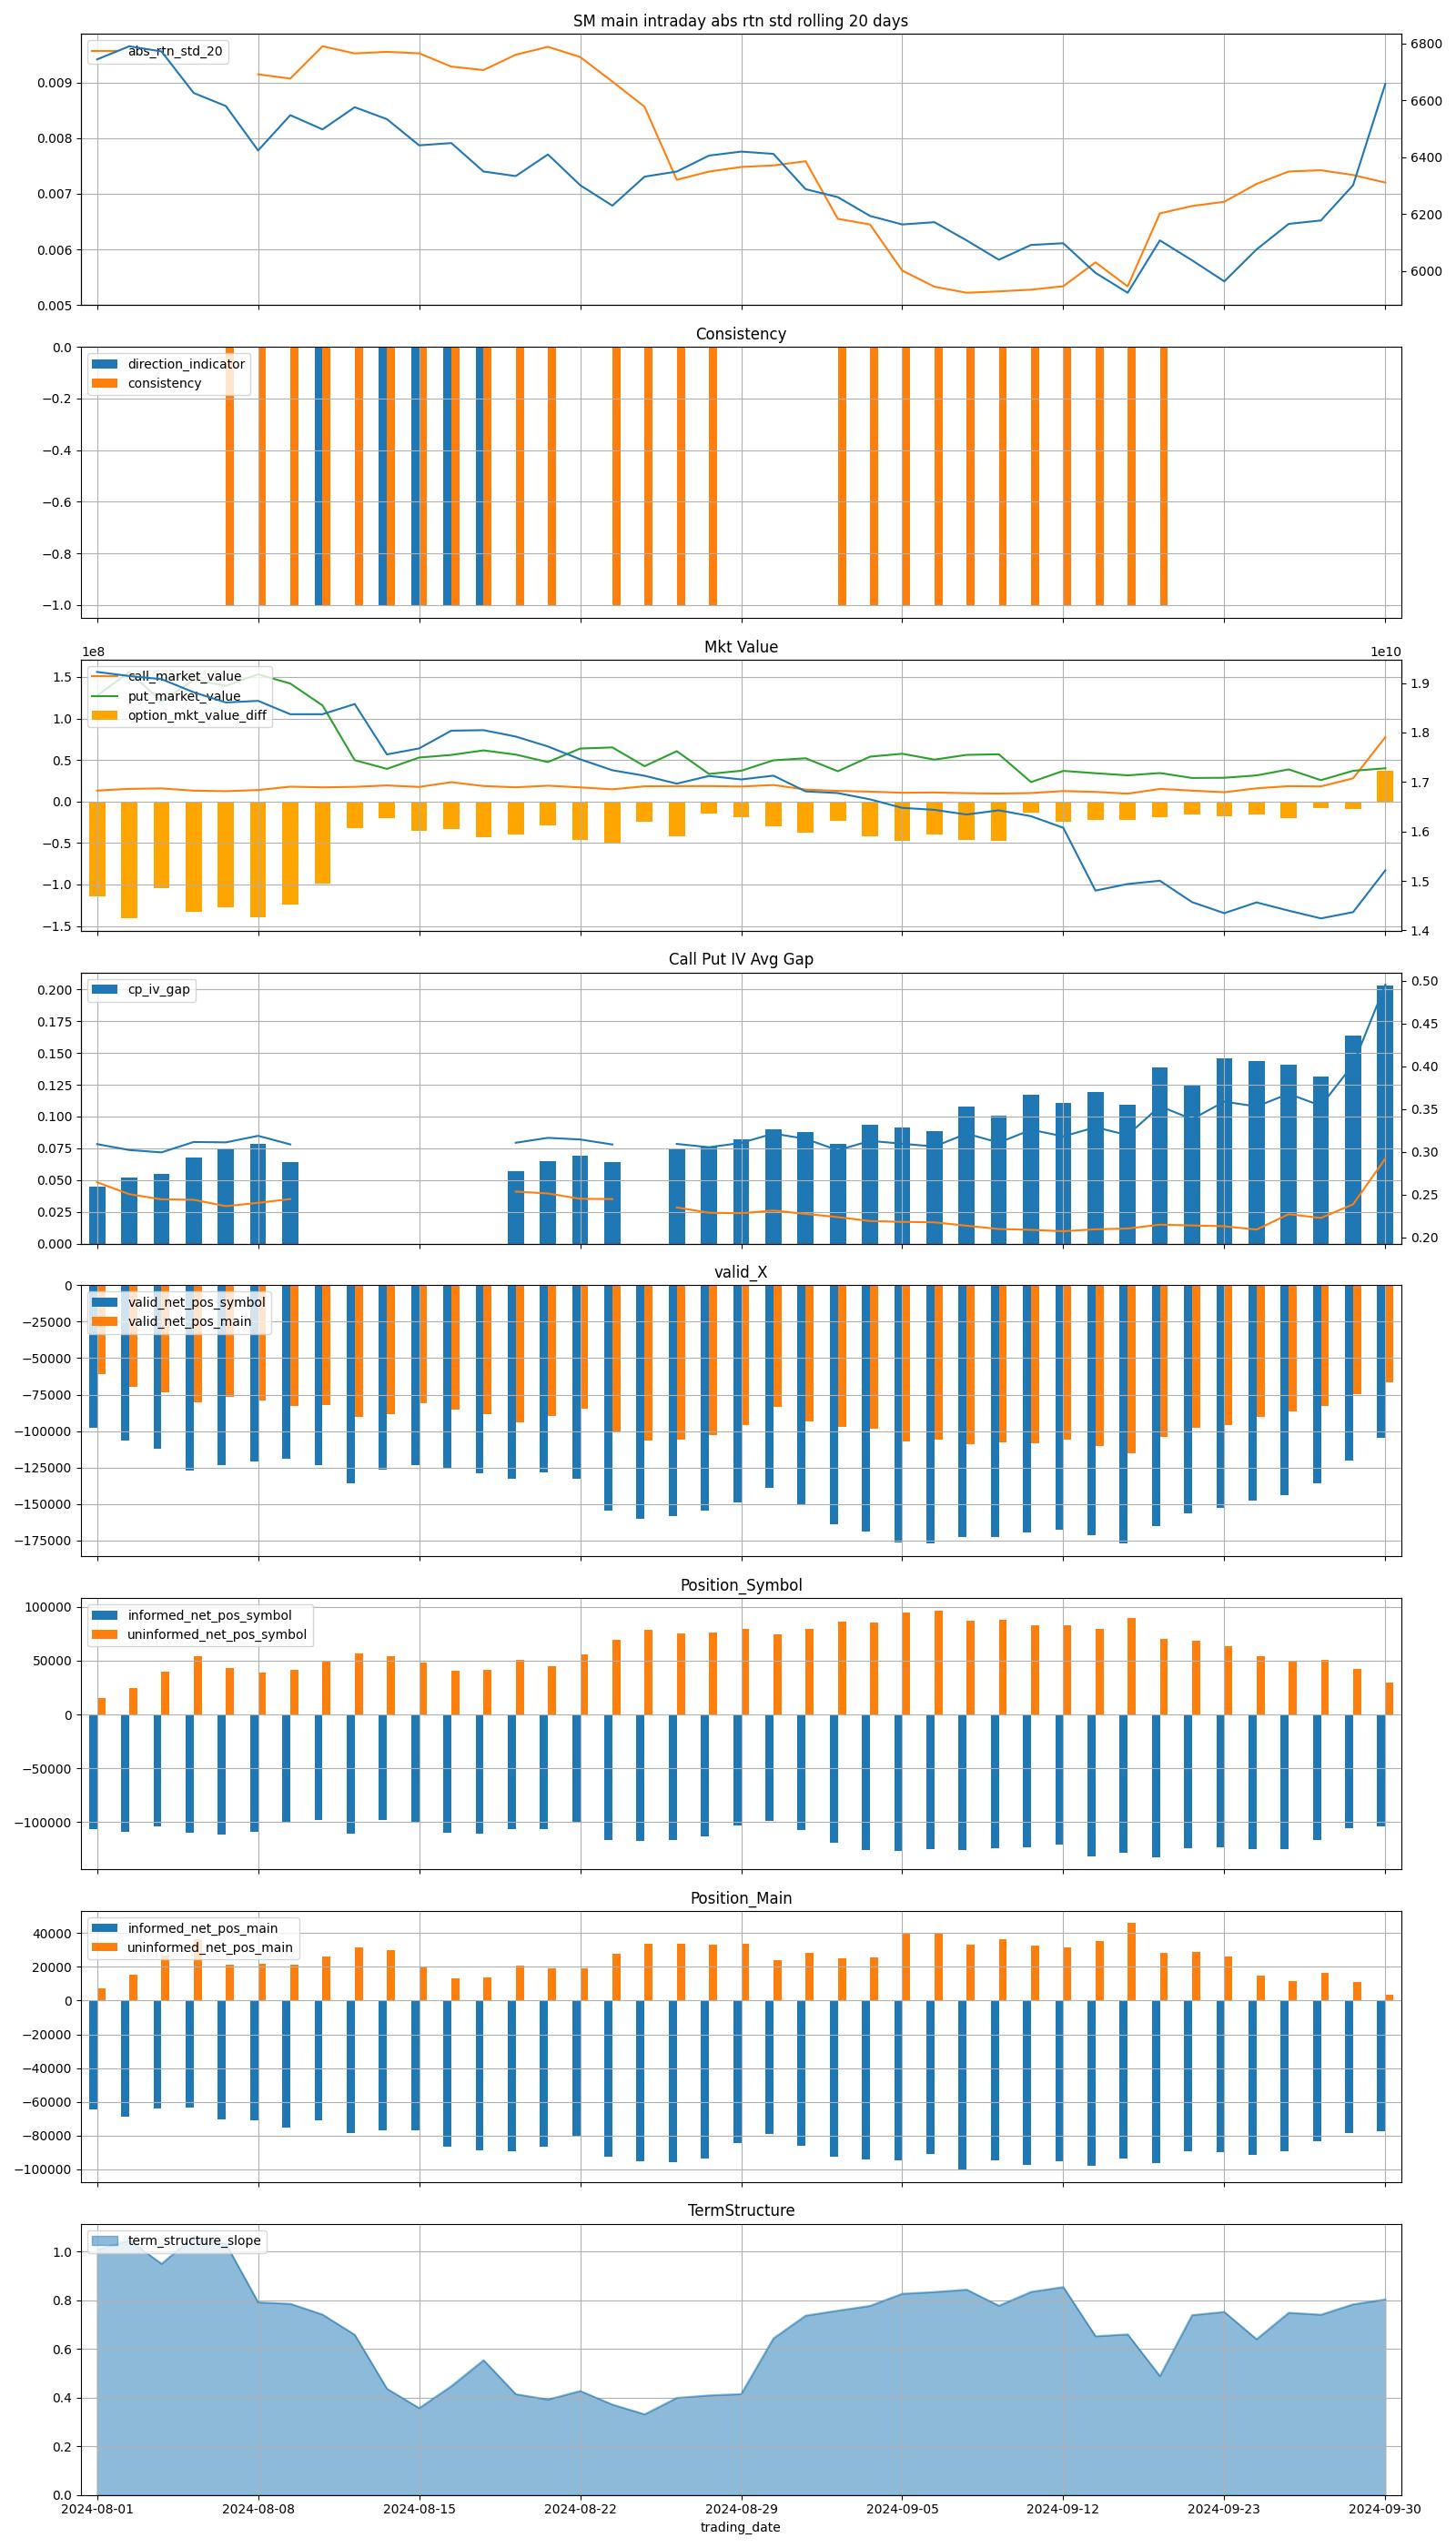 SM main intraday abs rtn std rolling 20 days
abs_rtn_std_20
0.009
0.008
0.007
0.006
0.005
6800
6600
6400
6200
6000
Consistency
direction_indicator
consistency
0.0
−0.2
−0.4
−0.6
−0.8
−1.0
Mkt Value
1e8
1e10
call_market_value
put_market_value
option_mkt_value_diff
1.5
1.0
0.5
0.0
−0.5
−1.0
−1.5
1.9
1.8
1.7
1.6
1.5
1.4
Call Put IV Avg Gap
cp_iv_gap
0.200
0.175
0.150
0.125
0.100
0.075
0.050
0.025
0.000
0.50
0.45
0.40
0.35
0.30
0.25
0.20
valid_X
valid_net_pos_symbol
valid_net_pos_main
0
−25000
−50000
−75000
−100000
−125000
−150000
−175000
Position_Symbol
informed_net_pos_symbol
uninformed_net_pos_symbol
100000
50000
0
−50000
−100000
Position_Main
informed_net_pos_main
uninformed_net_pos_main
40000
20000
0
−20000
−40000
−60000
−80000
−100000
TermStructure
term_structure_slope
1.0
0.8
0.6
0.4
0.2
0.0
2024-08-01 2024-08-08 2024-08-15 2024-08-22 2024-08-29 2024-09-05 2024-09-12 2024-09-23 2024-09-30
trading_date